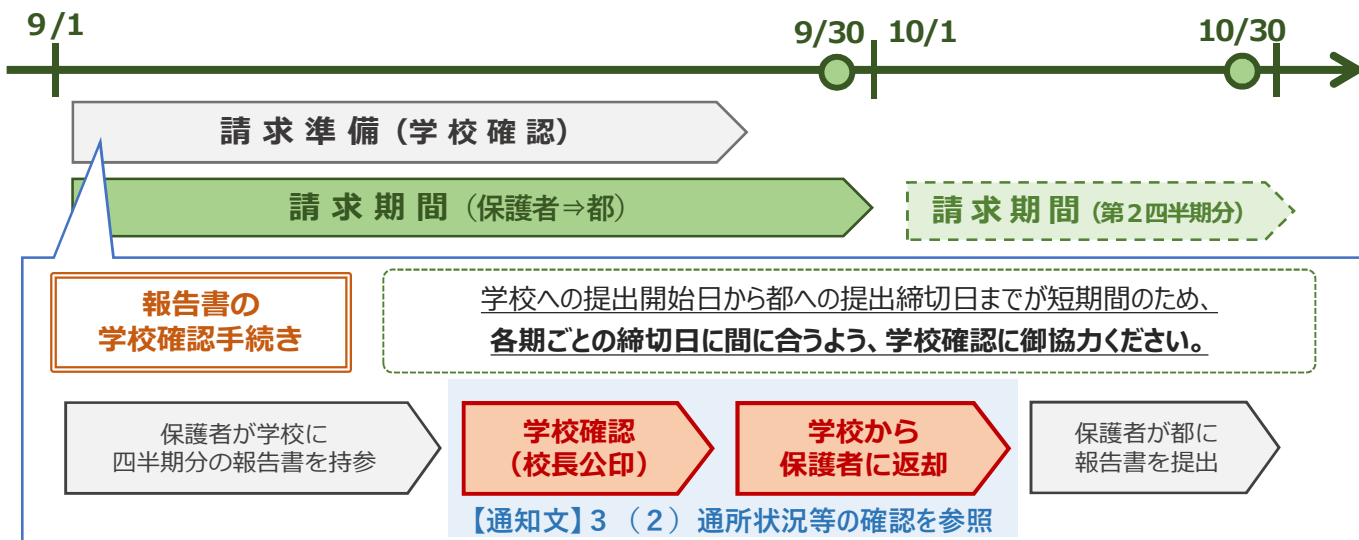 9/1
9/30
10/1
10/30
請求準備（学校確認）
請求期間（保護者⇒都）
請求期間（第２四半期分）
報告書の
学校確認手続き
学校への提出開始日から都への提出締切日までが短期間のため、
各期ごとの締切日に間に合うよう、学校確認に御協力ください。
保護者が学校に
四半期分の報告書を持参
学校確認
（校長公印）
学校から
保護者に返却
保護者が都に
報告書を提出
【通知文】３（２）通所状況等の確認を参照